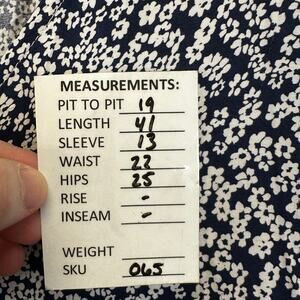 MEASUREMENTS:
PIT TO PIT 19
LENGTH 41
SLEEVE 13
WAIST 22
HIPS 25
RISE -
INSEAM -
WEIGHT
SKU 065